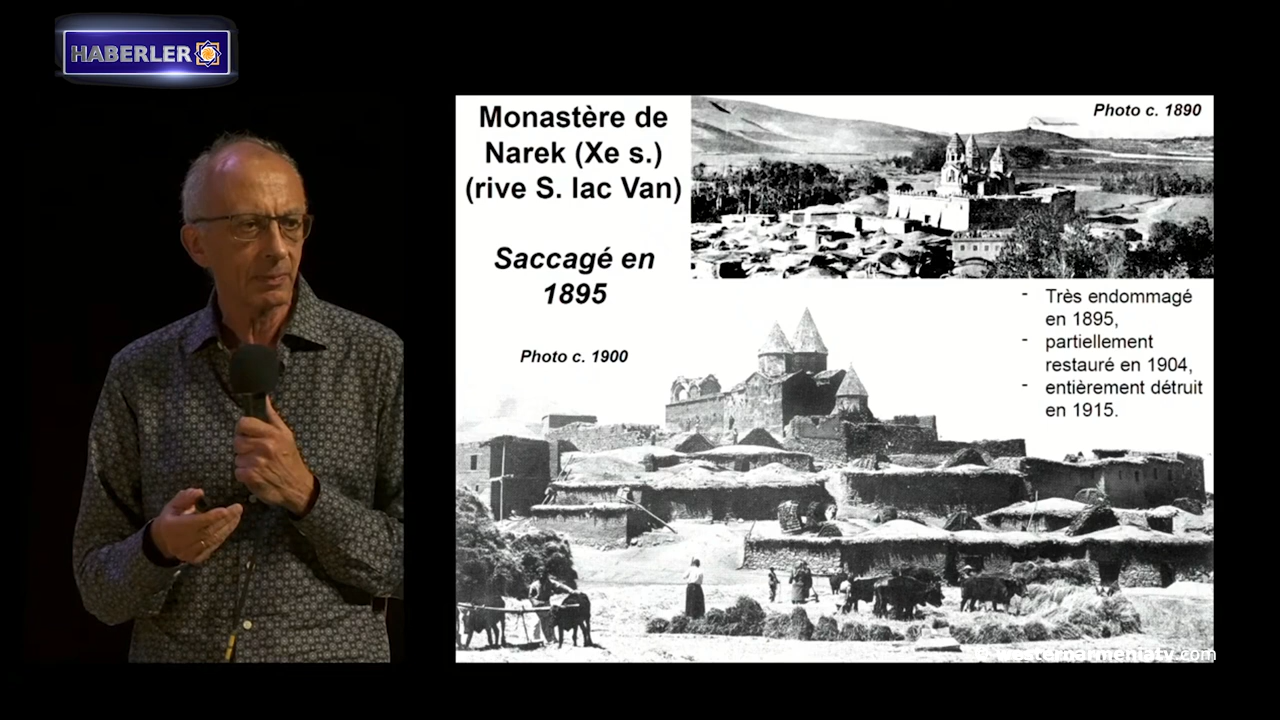 HABERLER
Monastère de
Narek (Xe s.)
(rive S. lac Van)
Saccagé en
1895
Photo c. 1900
Photo c. 1890
- Très endommagé
en 1895,
- partiellement
restauré en 1904,
- entièrement détruit
en 1915.